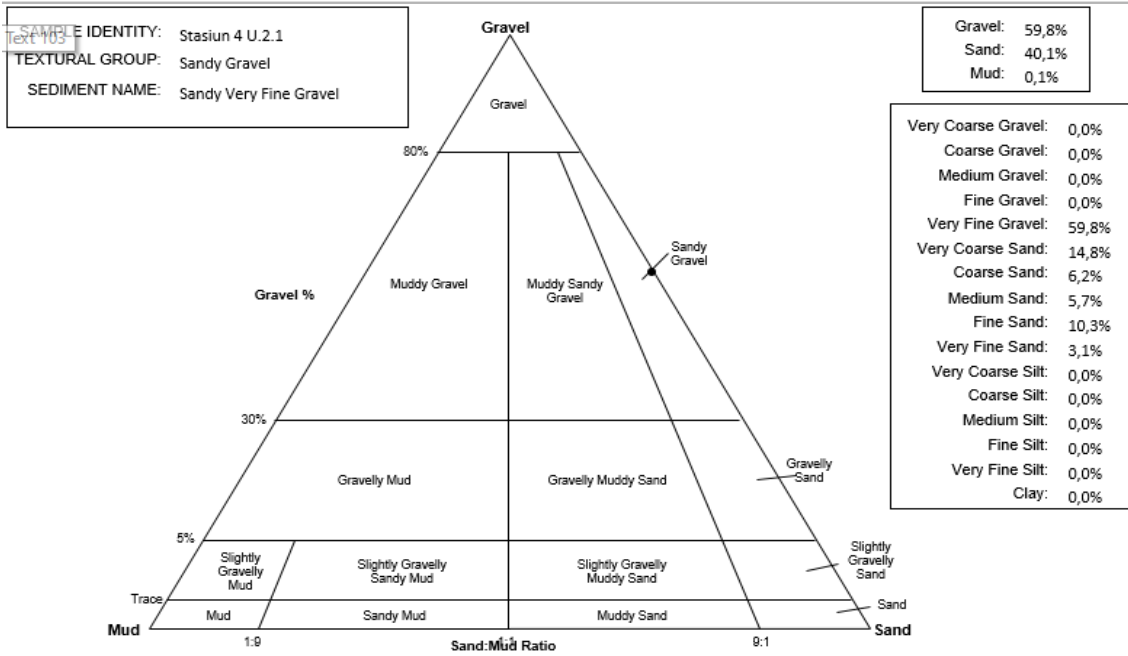 SAMPLE IDENTITY: Stasiun 4 U.2.1
Text 103
TEXTURAL GROUP: Sandy Gravel
SEDIMENT NAME: Sandy Very Fine Gravel
Gravel
Gravel: 59,8%
Sand: 40,1%
Mud: 0,1%
Gravel
80%
Very Coarse Gravel: 0,0%
Coarse Gravel: 0,0%
Medium Gravel: 0,0%
Fine Gravel: 0,0%
Very Fine Gravel: 59,8%
Very Coarse Sand: 14,8%
Coarse Sand: 6,2%
Medium Sand: 5,7%
Fine Sand: 10,3%
Very Fine Sand: 3,1%
Very Coarse Silt: 0,0%
Coarse Silt: 0,0%
Medium Silt: 0,0%
Fine Silt: 0,0%
Very Fine Silt: 0,0%
Clay: 0,0%
Sandy
Gravel
Muddy Gravel
Muddy Sandy
Gravel
Gravel %
30%
Gravelly Mud
Gravelly Muddy Sand
Gravelly
Sand
5%
Slightly
Gravelly
Mud
Slightly Gravelly
Sandy Mud
Slightly Gravelly
Muddy Sand
Slightly
Gravelly
Sand
Trace
Mud
Sandy Mud
Muddy Sand
Sand
Mud
Sand
1:9
1:1
9:1
Sand:Mud Ratio